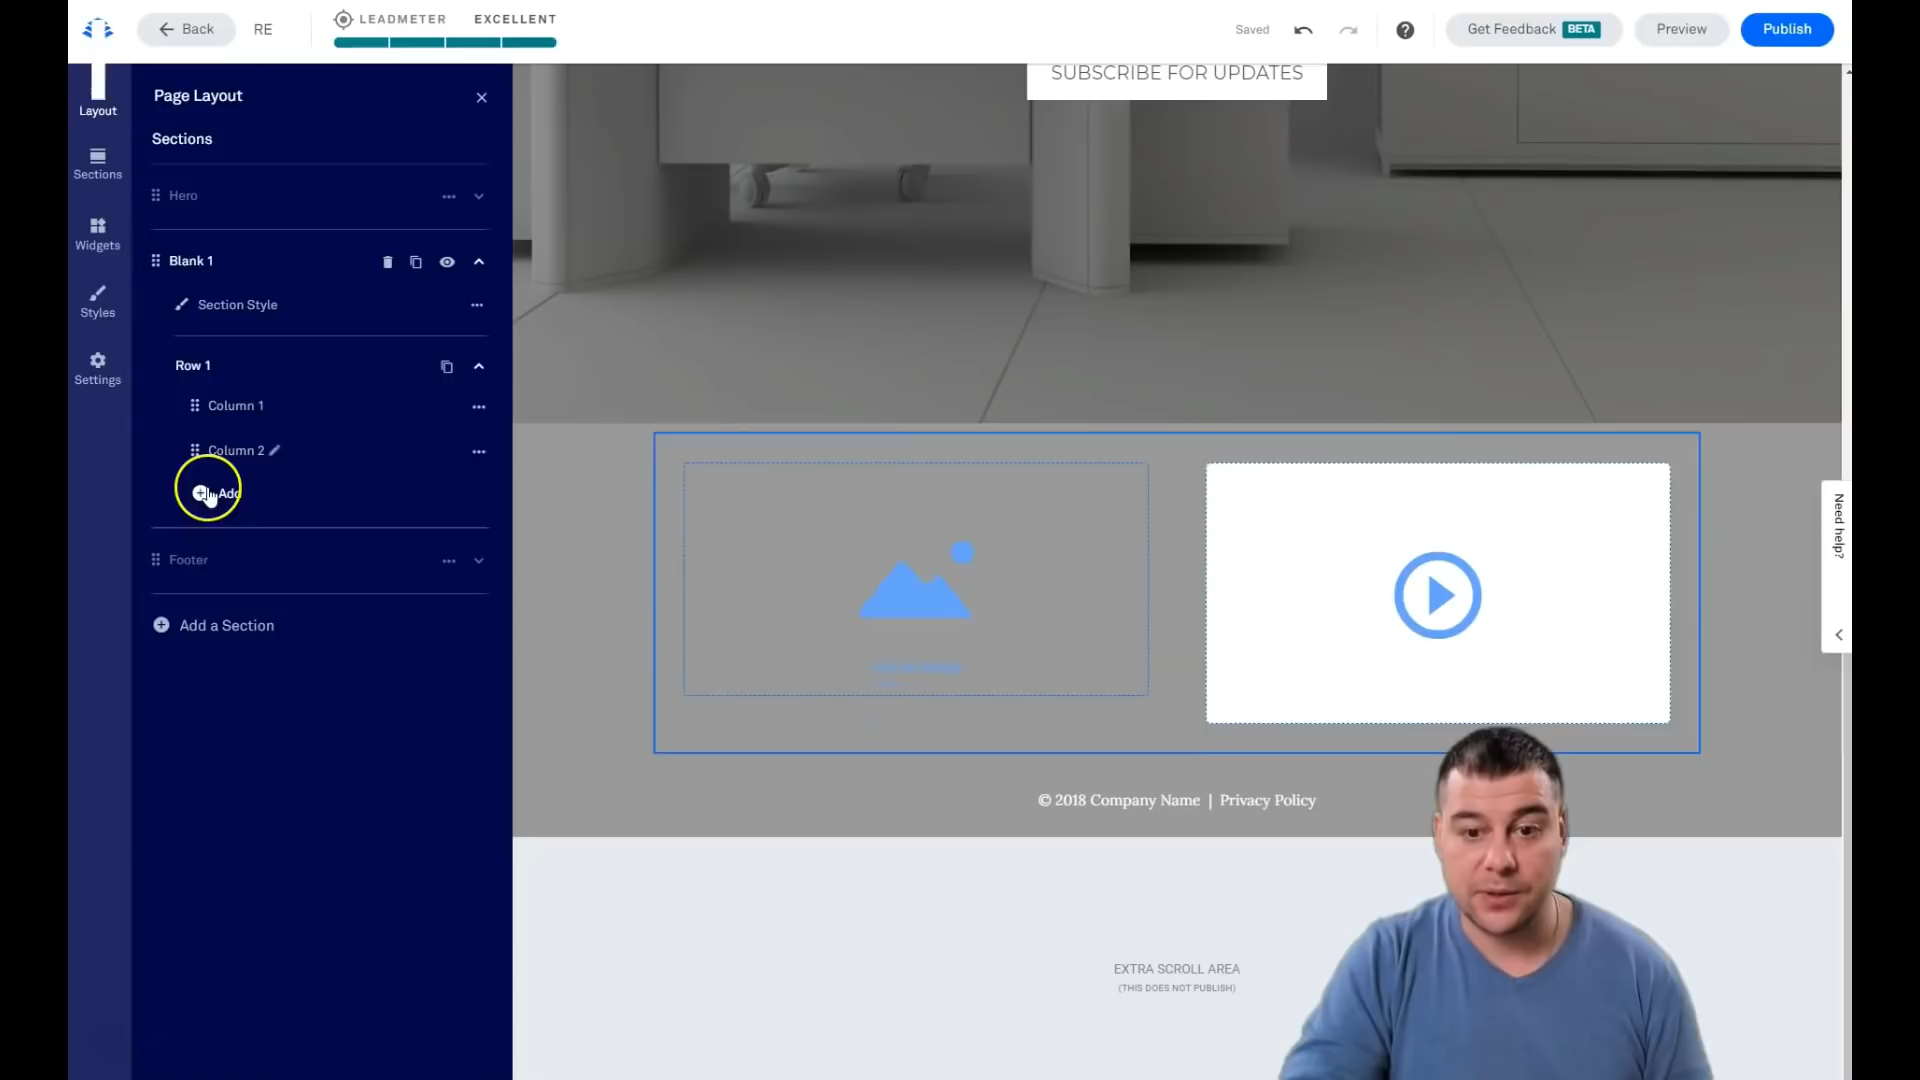 Back
RE
LEADMETER EXCELLENT
Saved
Get Feedback BETA
Preview
Publish
Layout
Sections
Widgets
Styles
Settings
Page Layout
Sections
Hero
Blank 1
Section Style
Row 1
Column 1
Column 2
Add
Footer
Add a Section
SUBSCRIBE FOR UPDATES
© 2018 Company Name | Privacy Policy
EXTRA SCROLL AREA
(THIS DOES NOT PUBLISH)
Need help?